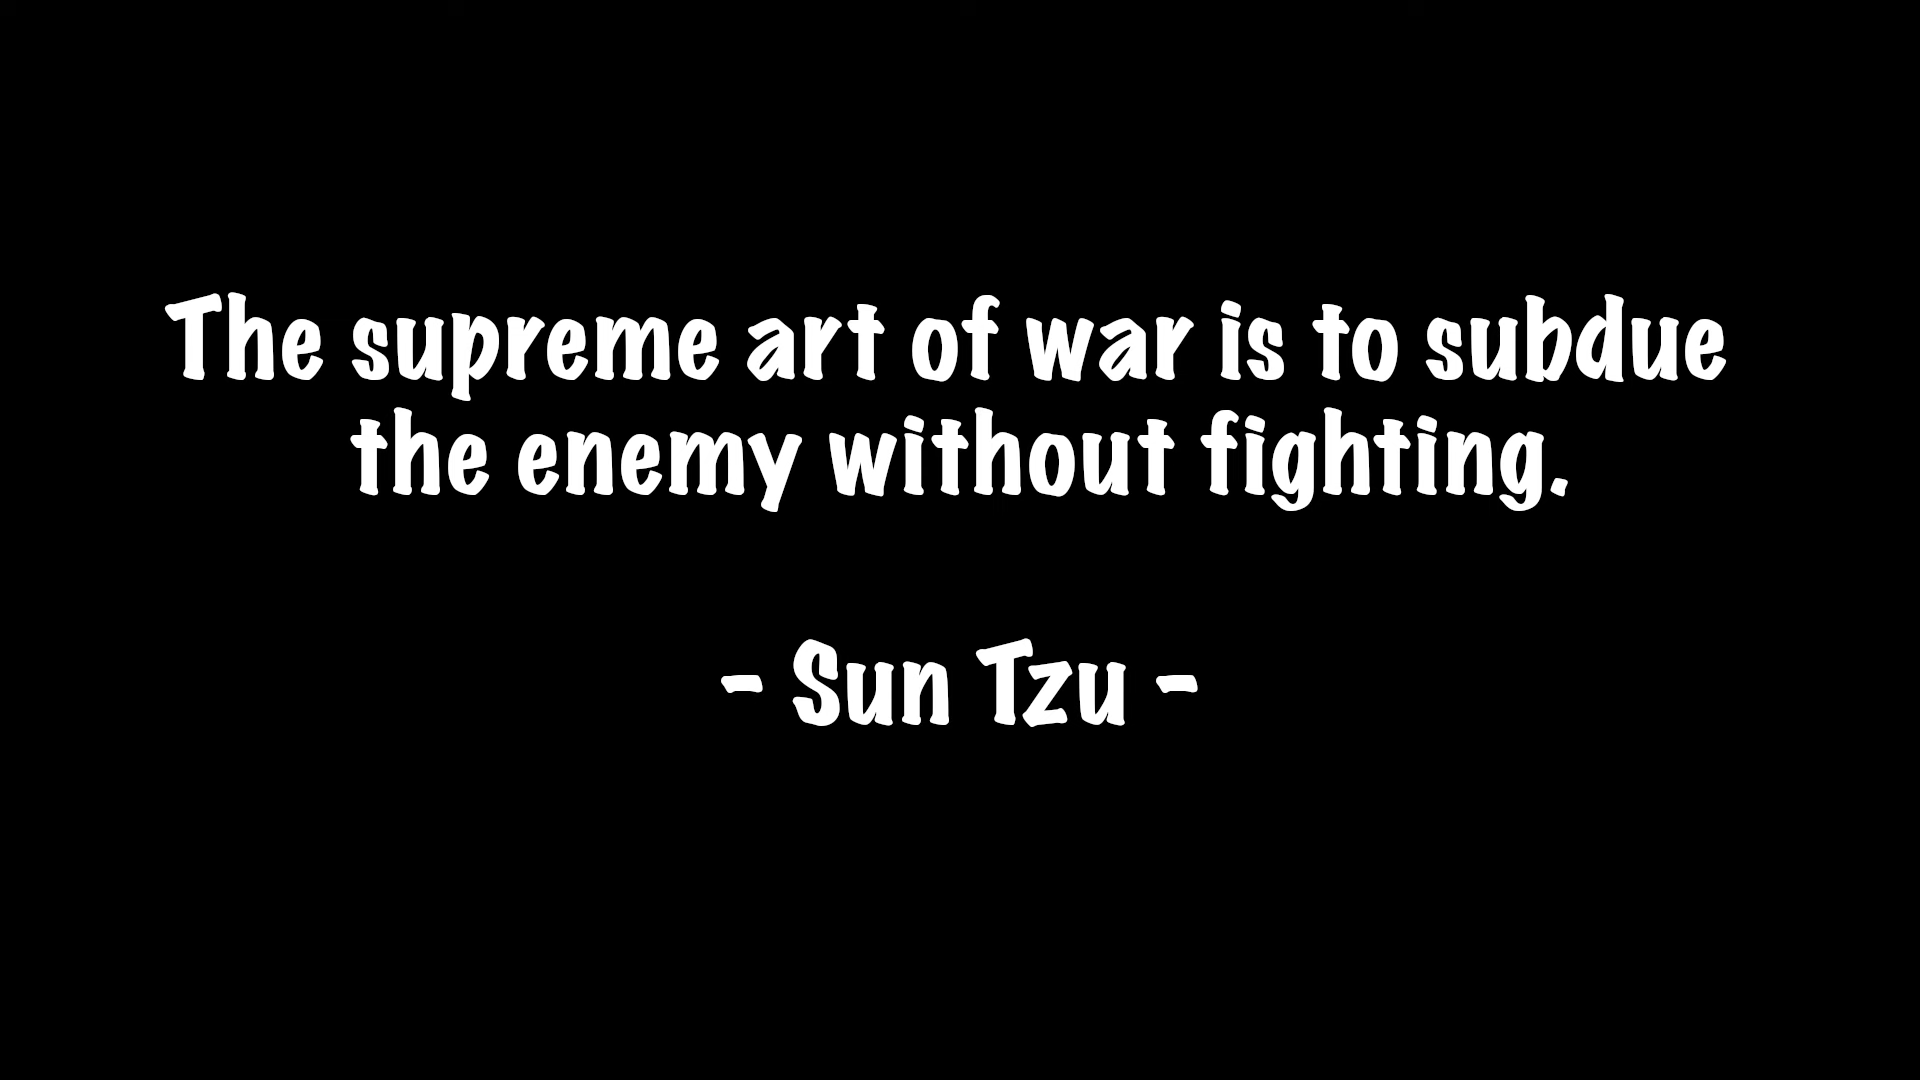 The supreme art of war is to subdue
the enemy without fighting.
- Sun Tzu -